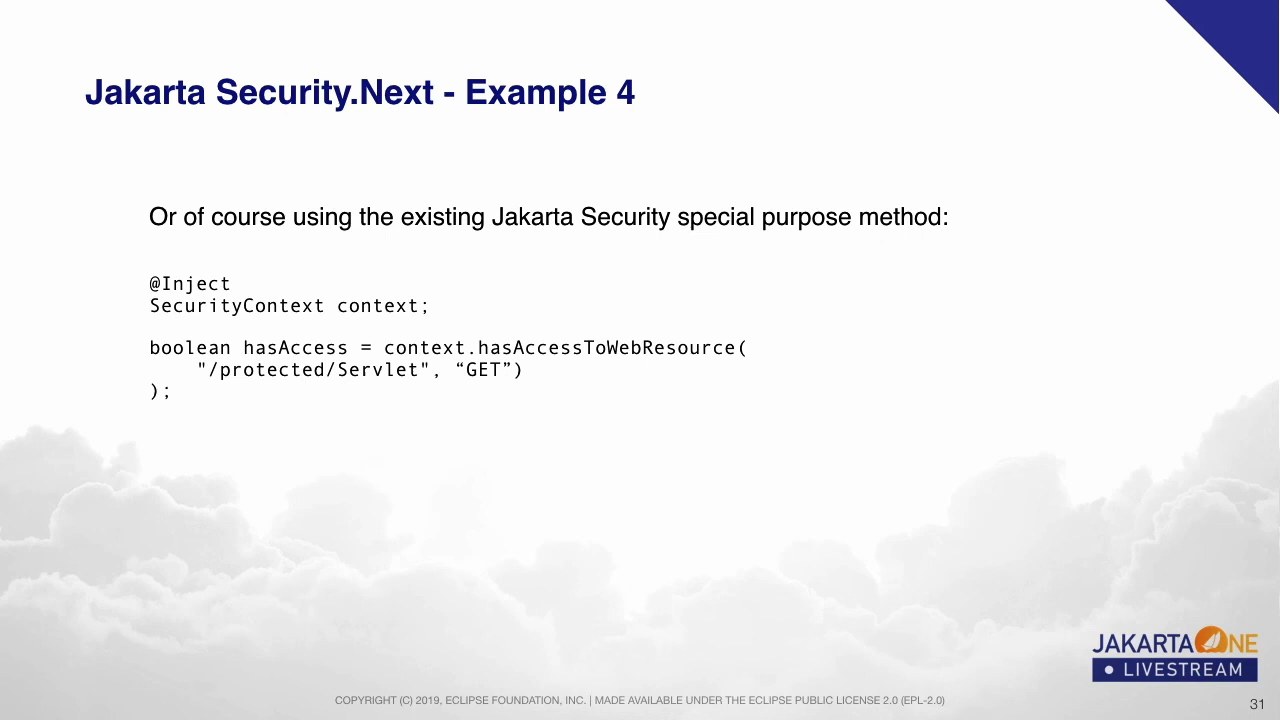 Jakarta Security.Next - Example 4
Or of course using the existing Jakarta Security special purpose method:
@Inject
SecurityContext context;
boolean hasAccess = context.hasAccessToWebResource(
    "/protected/Servlet", “GET”)
);
JAKARTA ONE
LIVESTREAM
COPYRIGHT (C) 2019, ECLIPSE FOUNDATION, INC. | MADE AVAILABLE UNDER THE ECLIPSE PUBLIC LICENSE 2.0 (EPL-2.0)
31